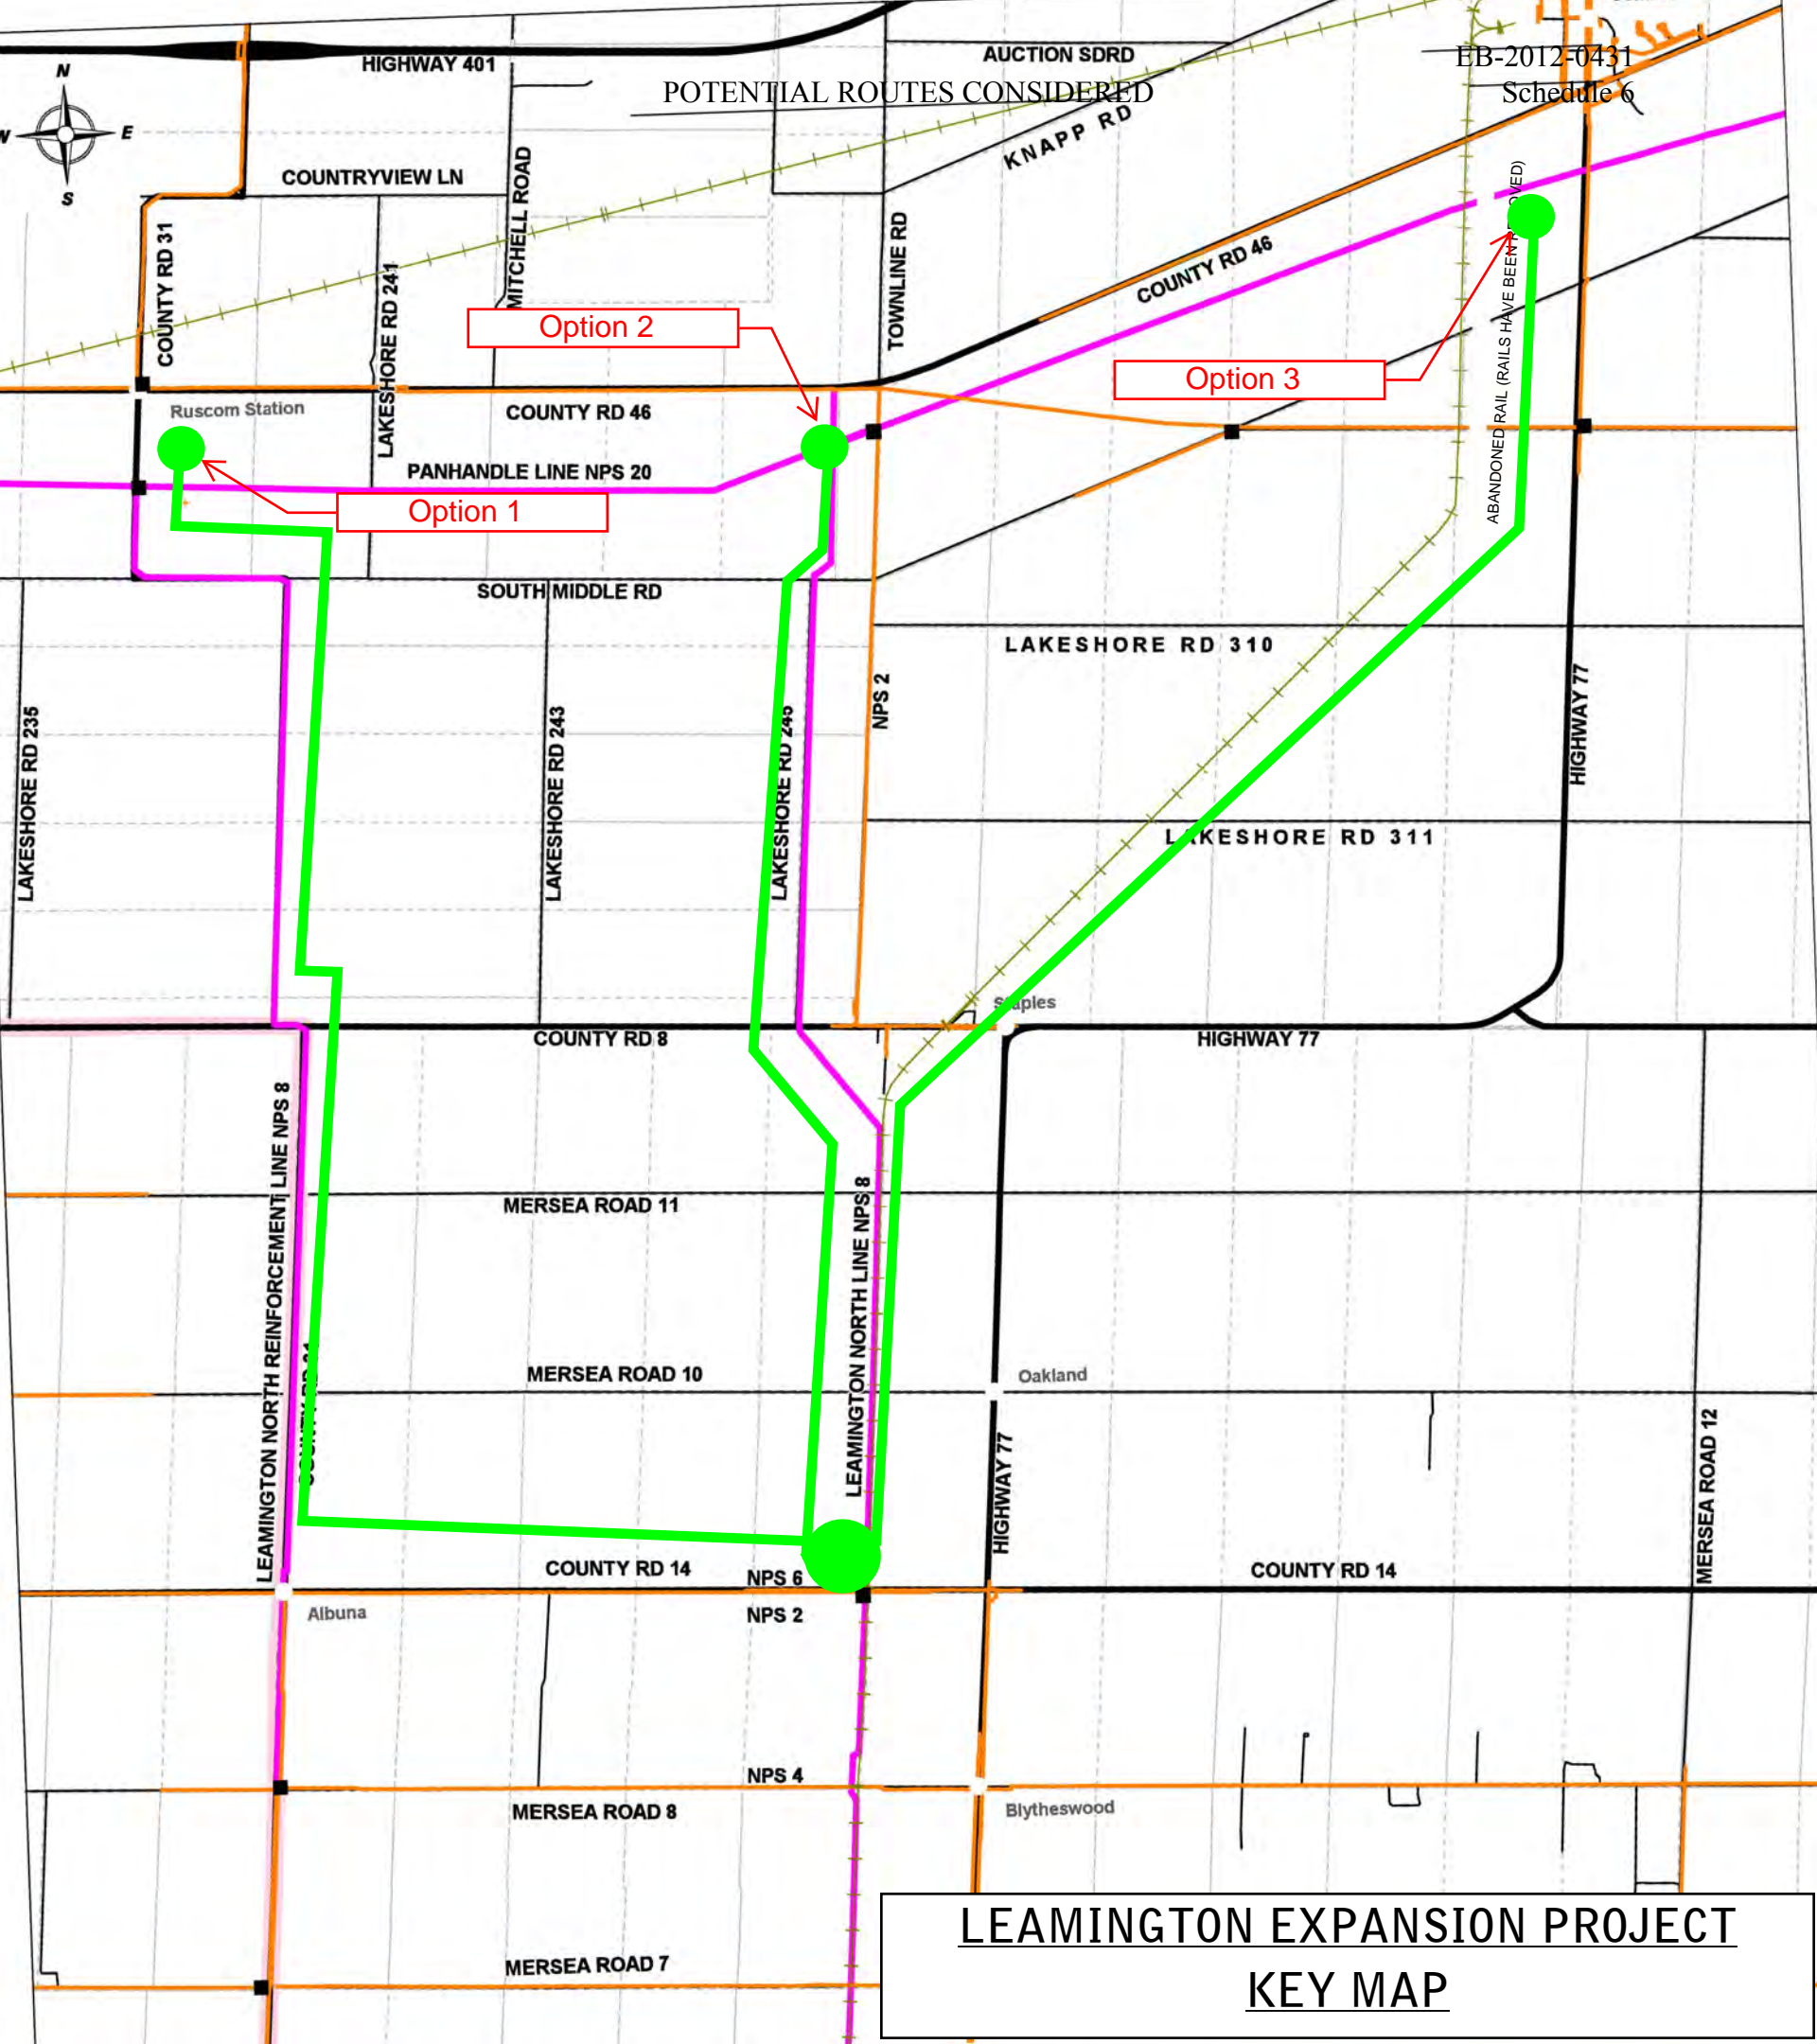 EB-2012-0431
POTENTIAL ROUTES CONSIDERED
Schedule 6
HIGHWAY 401
AUCTION SDRD
N
W
E
S
KNAPP RD
COUNTRYVIEW LN
MITCHELL ROAD
COUNTY RD 31
LAKESHORE RD 241
TOWNLINE RD
COUNTY RD 46
Option 2
Option 3
Ruscom Station
COUNTY RD 46
PANHANDLE LINE NPS 20
Option 1
SOUTH MIDDLE RD
LAKESHORE RD 310
NPS 2
HIGHWAY 77
LAKESHORE RD 235
LAKESHORE RD 243
LAKESHORE RD 245
LAKESHORE RD 311
ABANDONED RAIL (RAILS HAVE BEEN REMOVED)
Staples
COUNTY RD 8
HIGHWAY 77
LEAMINGTON NORTH REINFORCEMENT LINE NPS 8
MERSEA ROAD 11
LEAMINGTON NORTH LINE NPS 8
COUNTY RD 31
MERSEA ROAD 10
Oakland
HIGHWAY 77
MERSEA ROAD 12
COUNTY RD 14
NPS 6
COUNTY RD 14
Albuna
NPS 2
NPS 4
MERSEA ROAD 8
Blytheswood
MERSEA ROAD 7
LEAMINGTON EXPANSION PROJECT
KEY MAP